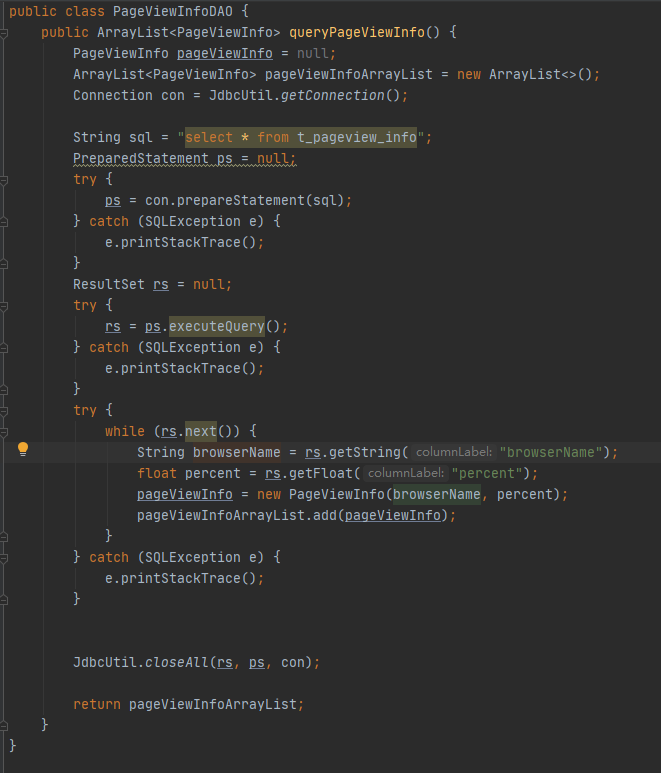 public class PageViewInfoDAO {
    public ArrayList<PageViewInfo> queryPageViewInfo() {
        PageViewInfo pageViewInfo = null;
        ArrayList<PageViewInfo> pageViewInfoArrayList = new ArrayList<>();
        Connection con = JdbcUtil.getConnection();

        String sql = "select * from t_pageview_info";
        PreparedStatement ps = null;
        try {
            ps = con.prepareStatement(sql);
        } catch (SQLException e) {
            e.printStackTrace();
        }
        ResultSet rs = null;
        try {
            rs = ps.executeQuery();
        } catch (SQLException e) {
            e.printStackTrace();
        }
        try {
            while (rs.next()) {
                String browserName = rs.getString( columnLabel: "browserName");
                float percent = rs.getFloat( columnLabel: "percent");
                pageViewInfo = new PageViewInfo(browserName, percent);
                pageViewInfoArrayList.add(pageViewInfo);
            }
        } catch (SQLException e) {
            e.printStackTrace();
        }

        JdbcUtil.closeAll(rs, ps, con);

        return pageViewInfoArrayList;
    }
}